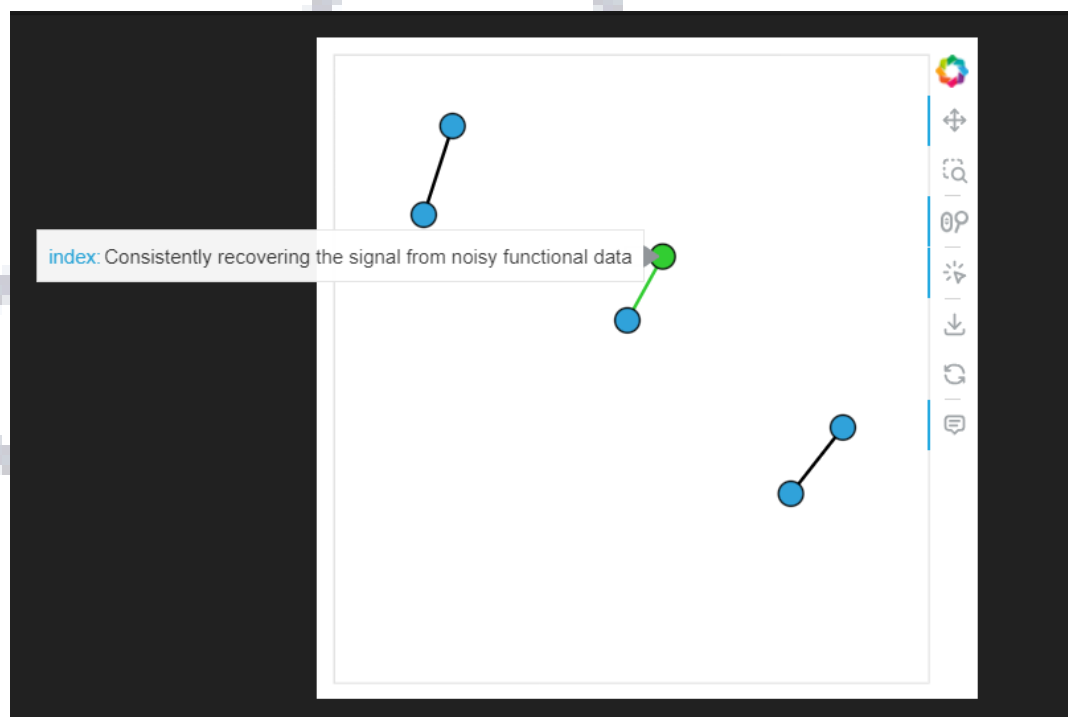 index: Consistently recovering the signal from noisy functional data